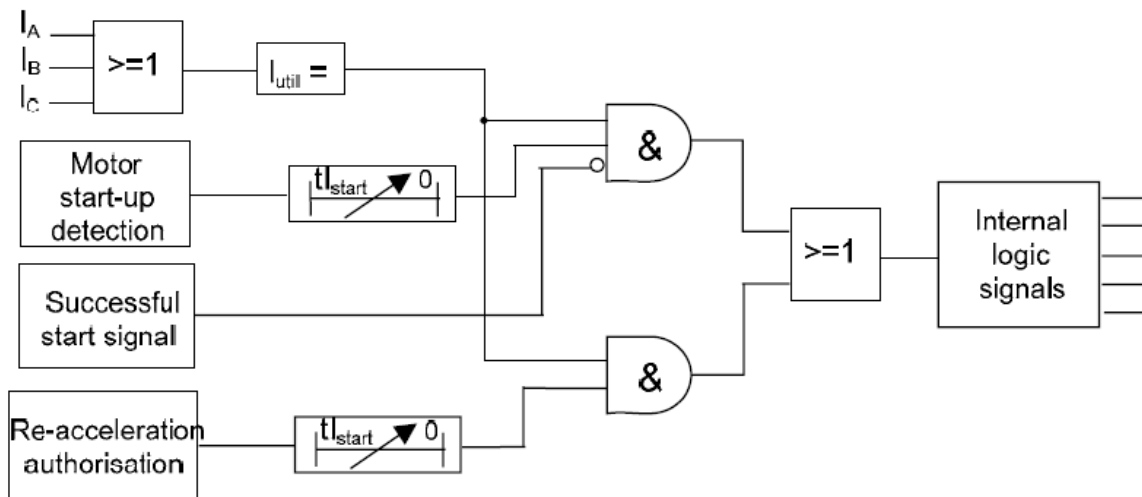 I_A
I_B
I_C
>=1
I_util =
&
Motor
start-up
detection
tI_start 0
Successful
start signal
>=1
Internal
logic
signals
&
Re-acceleration
authorisation
tI_start 0